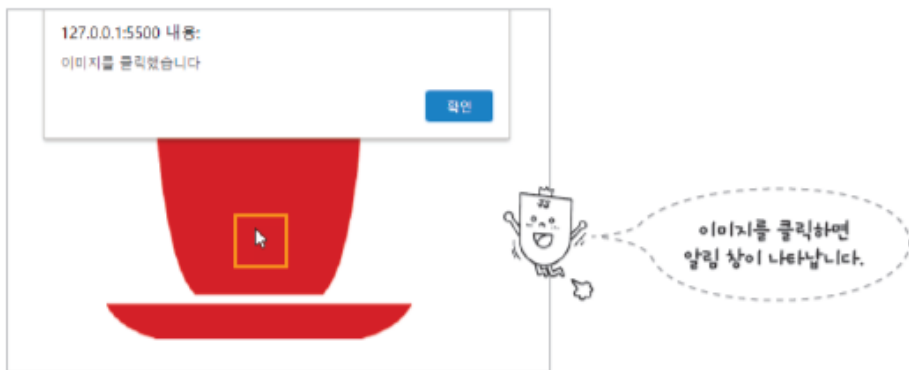 127.0.0.1:5500 내용:
이미지를 클릭했습니다
확인
이미지를 클릭하면
알림 창이 나타납니다.